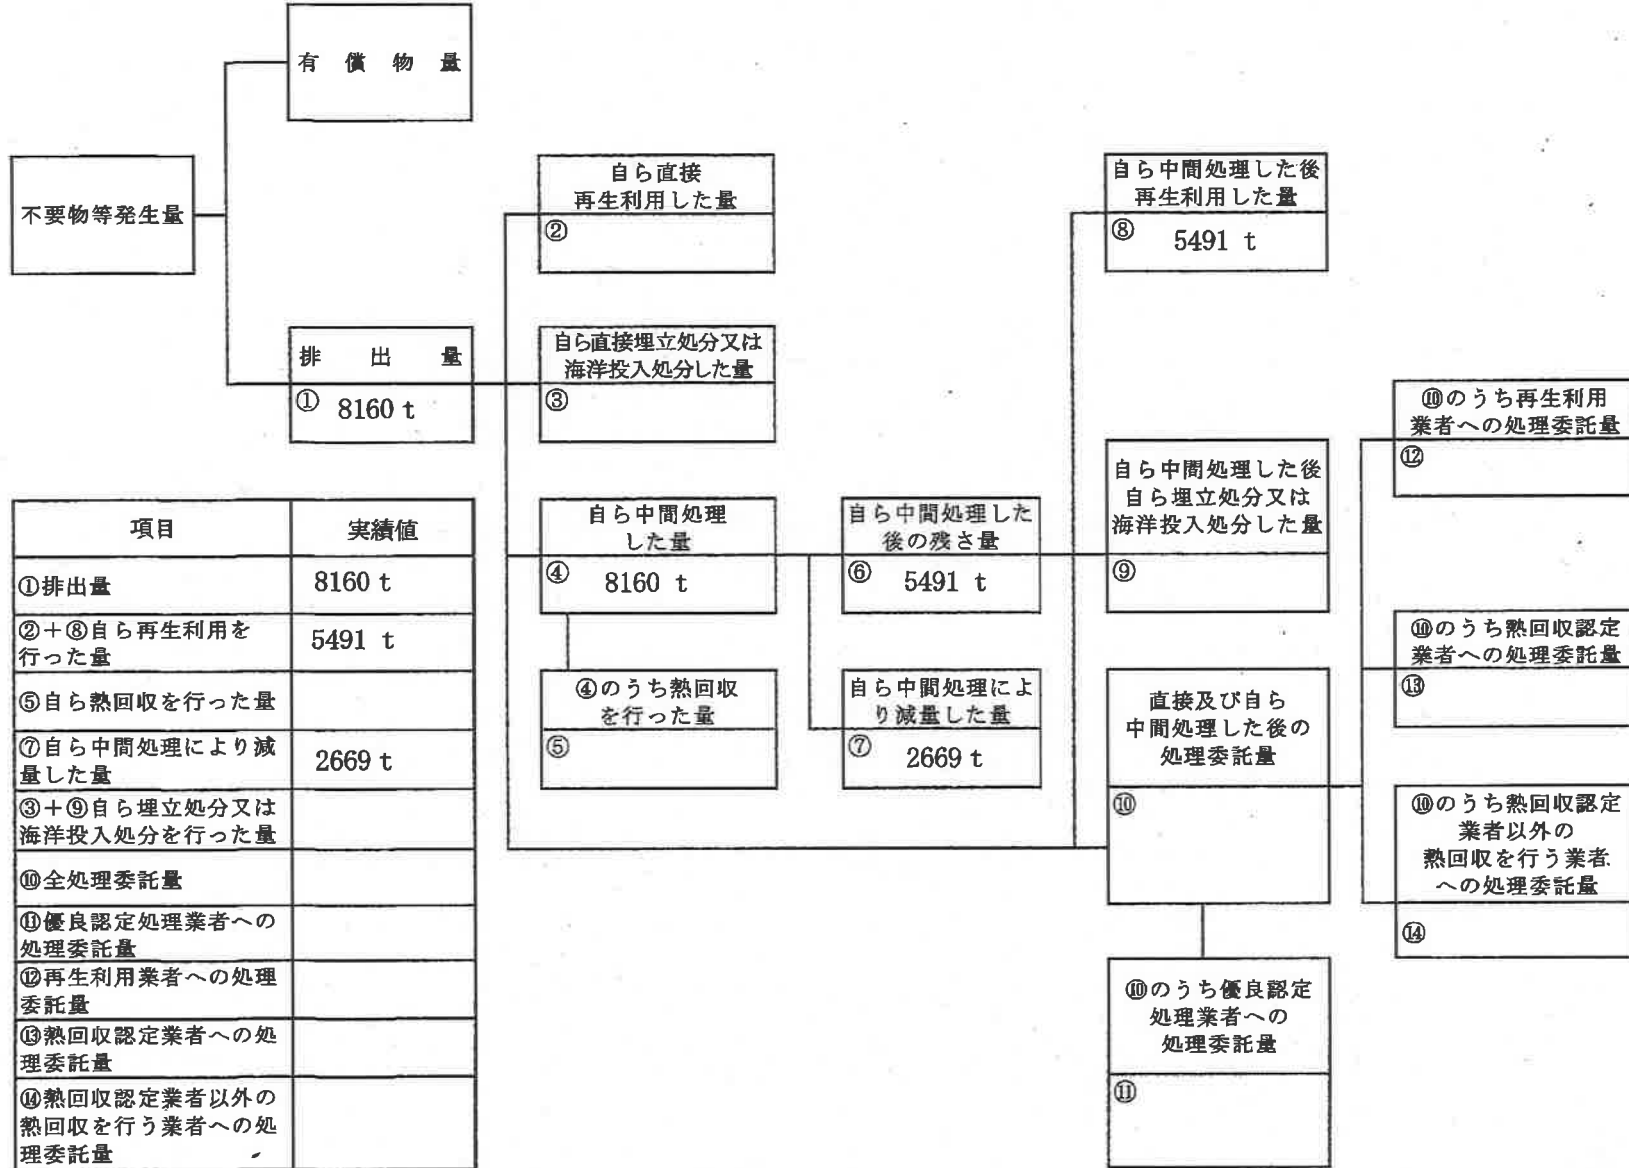 有償物量
不要物等発生量
排出量
① 8160 t
自ら直接
再生利用した量
②
自ら直接埋立処分又は
海洋投入処分した量
③
自ら中間処理
した量
④ 8160 t
④のうち熱回収
を行った量
⑤
自ら中間処理した
後の残さ量
⑥ 5491 t
自ら中間処理によ
り減量した量
⑦ 2669 t
自ら中間処理した後
再生利用した量
⑧ 5491 t
自ら中間処理した後
自ら埋立処分又は
海洋投入処分した量
⑨
直接及び自ら
中間処理した後の
処理委託量
⑩
⑩のうち優良認定
処理業者への
処理委託量
⑪
⑩のうち再生利用
業者への処理委託量
⑫
⑩のうち熱回収認定
業者への処理委託量
⑬
⑩のうち熱回収認定
業者以外の
熱回収を行う業者
への処理委託量
⑭
項目 実績値
①排出量 8160 t
②+⑧自ら再生利用を
行った量 5491 t
⑤自ら熱回収を行った量
⑦自ら中間処理により減
量した量 2669 t
③+⑨自ら埋立処分又は
海洋投入処分を行った量
⑩全処理委託量
⑪優良認定処理業者への
処理委託量
⑫再生利用業者への処理
委託量
⑬熱回収認定業者への処
理委託量
⑭熱回収認定業者以外の
熱回収を行う業者への処
理委託量